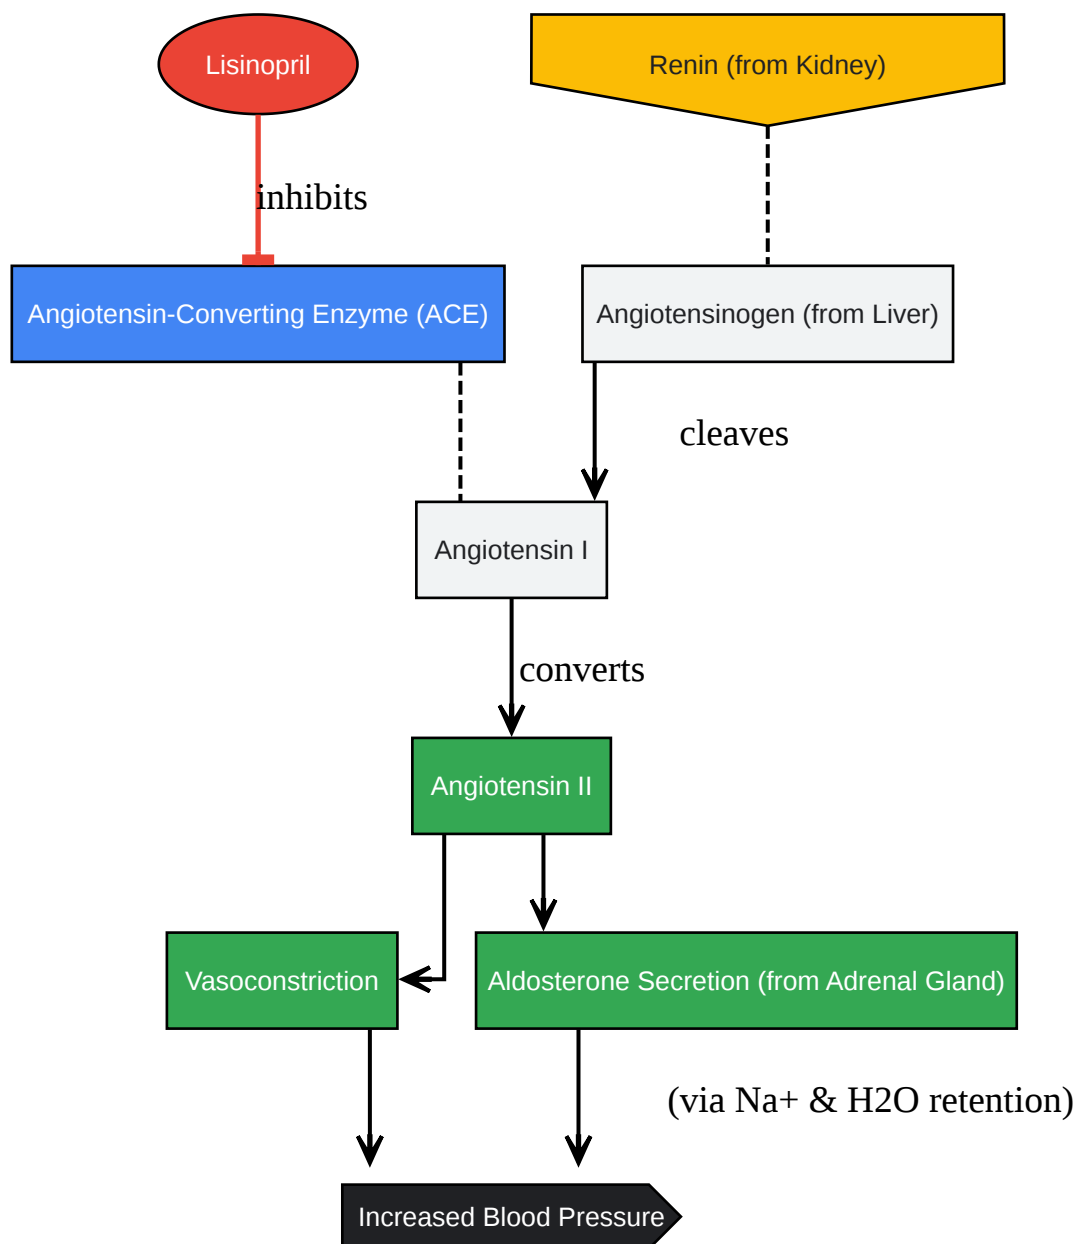 Lisinopril
Renin (from Kidney)
inhibits
Angiotensin-Converting Enzyme (ACE)
Angiotensinogen (from Liver)
cleaves
Angiotensin I
converts
Angiotensin II
Vasoconstriction
Aldosterone Secretion (from Adrenal Gland)
(via Na+ & H2O retention)
Increased Blood Pressure